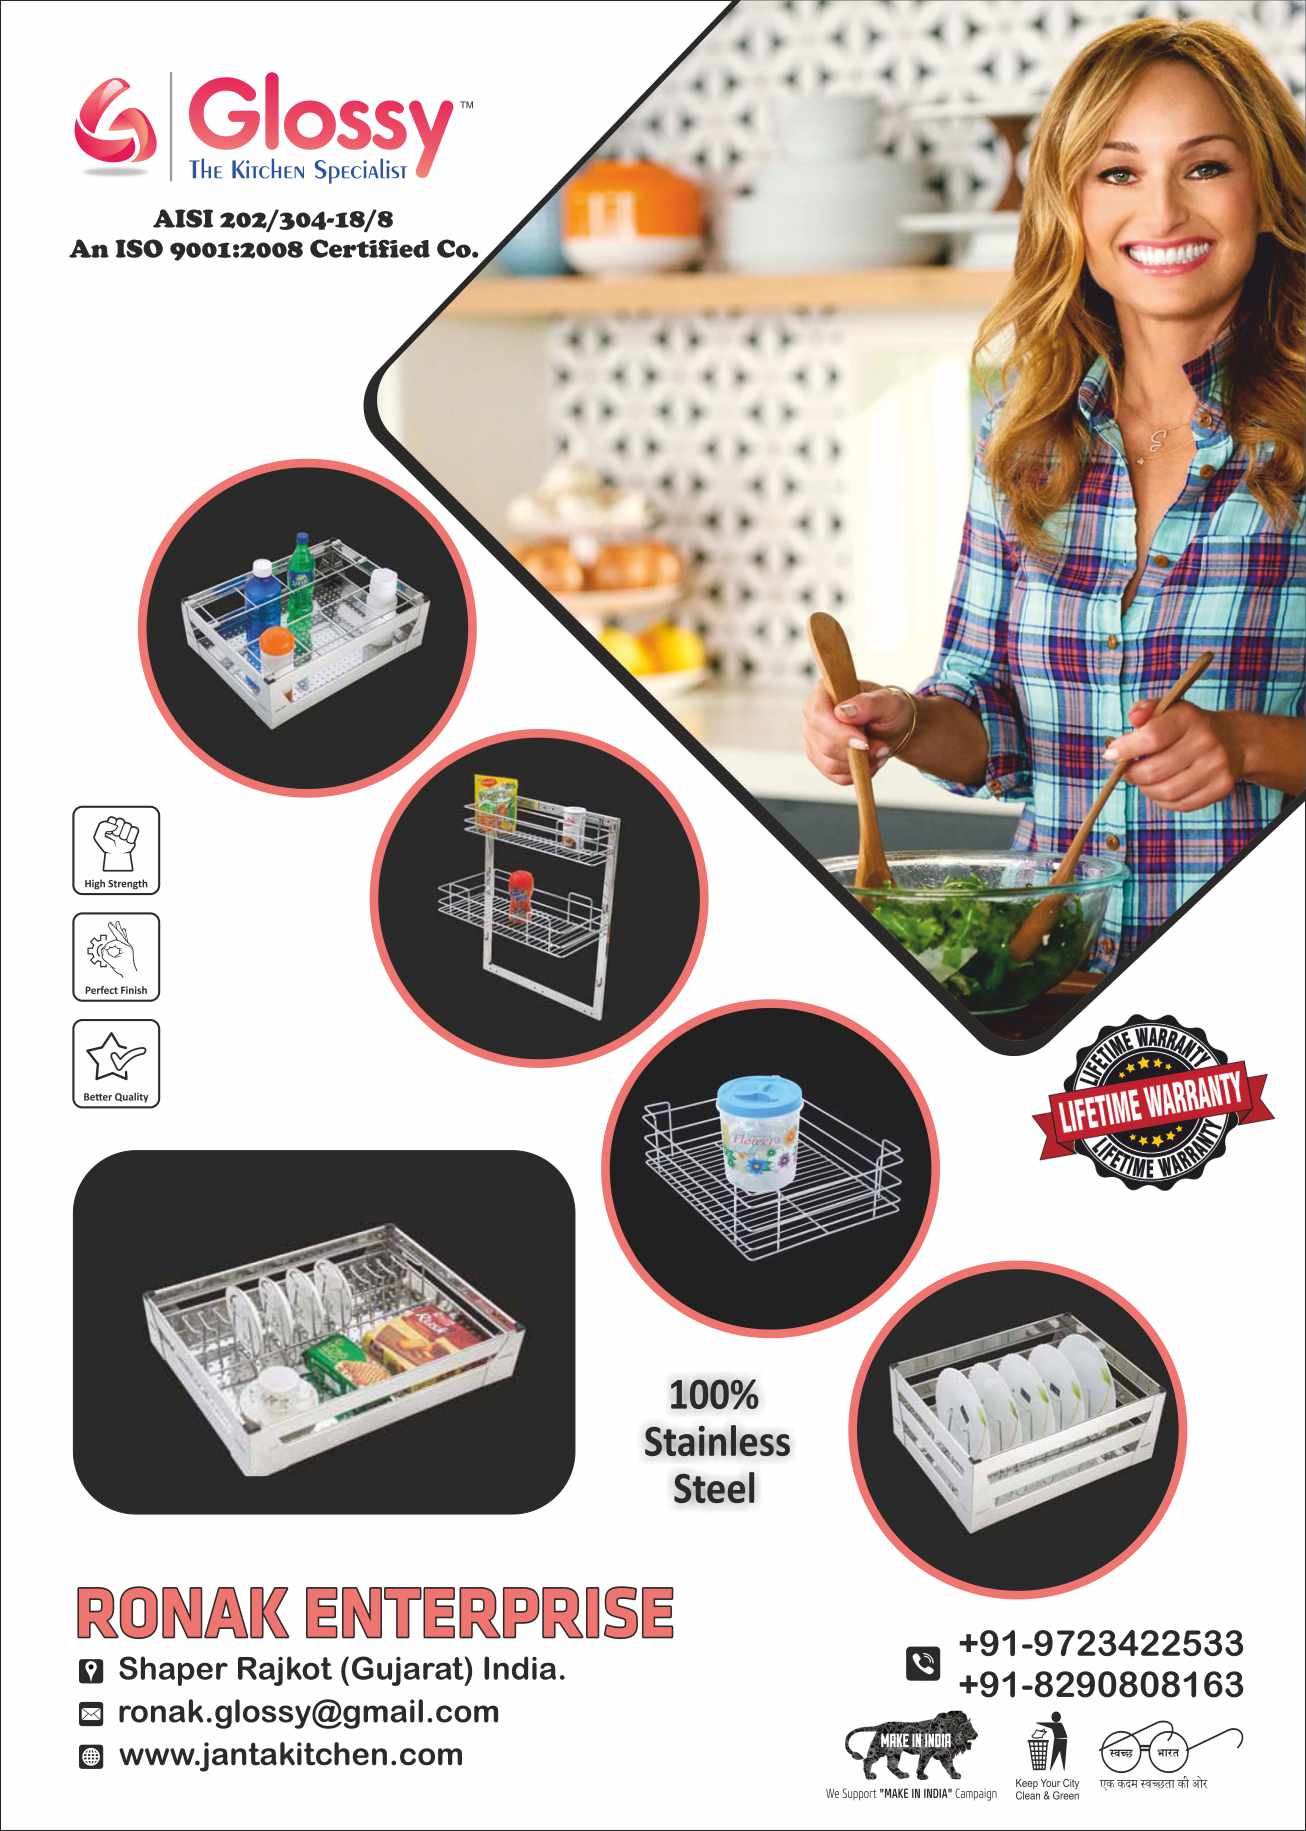 Glossy™
The Kitchen Specialist
AISI 202/304-18/8
An ISO 9001:2008 Certified Co.
High Strength
Perfect Finish
Better Quality
LIFETIME WARRANTY
LIFETIME WARRANTY
LIFETIME WARRANTY
Flowers
100%
Stainless
Steel
RONAK ENTERPRISE
Shaper Rajkot (Gujarat) India.
ronak.glossy@gmail.com
www.jantakitchen.com
+91-9723422533
+91-8290808163
MAKE IN INDIA
We Support "MAKE IN INDIA" Campaign
Keep Your City
Clean & Green
स्वच्छ भारत
एक कदम स्वच्छता की ओर